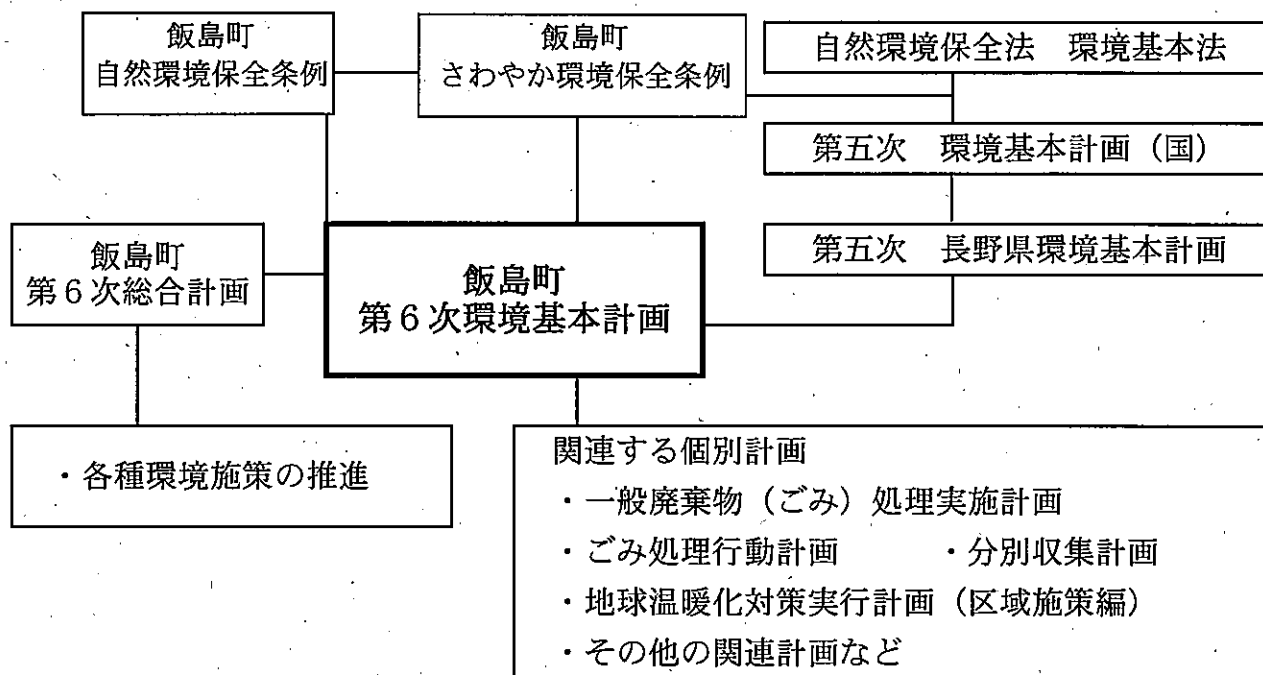 飯島町
自然環境保全条例
飯島町
さわやか環境保全条例
自然環境保全法 環境基本法
第五次 環境基本計画（国）
第五次 長野県環境基本計画
飯島町
第６次総合計画
飯島町
第６次環境基本計画
・各種環境施策の推進
関連する個別計画
・一般廃棄物（ごみ）処理実施計画
・ごみ処理行動計画 ・分別収集計画
・地球温暖化対策実行計画（区域施策編）
・その他の関連計画など